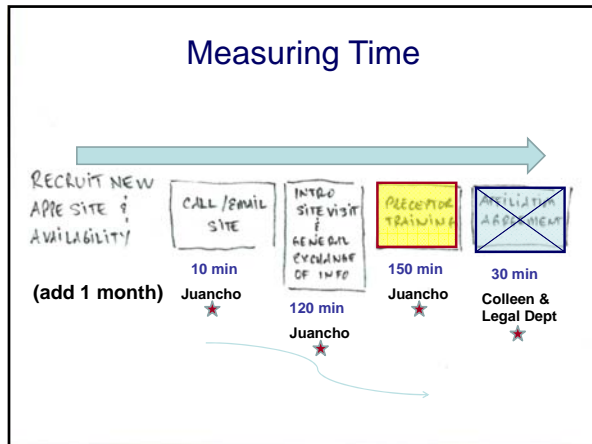 Measuring Time
RECRUIT NEW
APPE SITE &
AVAILABILITY
(add 1 month)
CALL/EMAIL
SITE
10 min
Juancho
INTRO
SITE VISIT
&
GENERAL
EXCHANGE
OF INFO
120 min
Juancho
PRECEPTOR
TRAINING
150 min
Juancho
AFFILIATION
AGREEMENT
30 min
Colleen &
Legal Dept